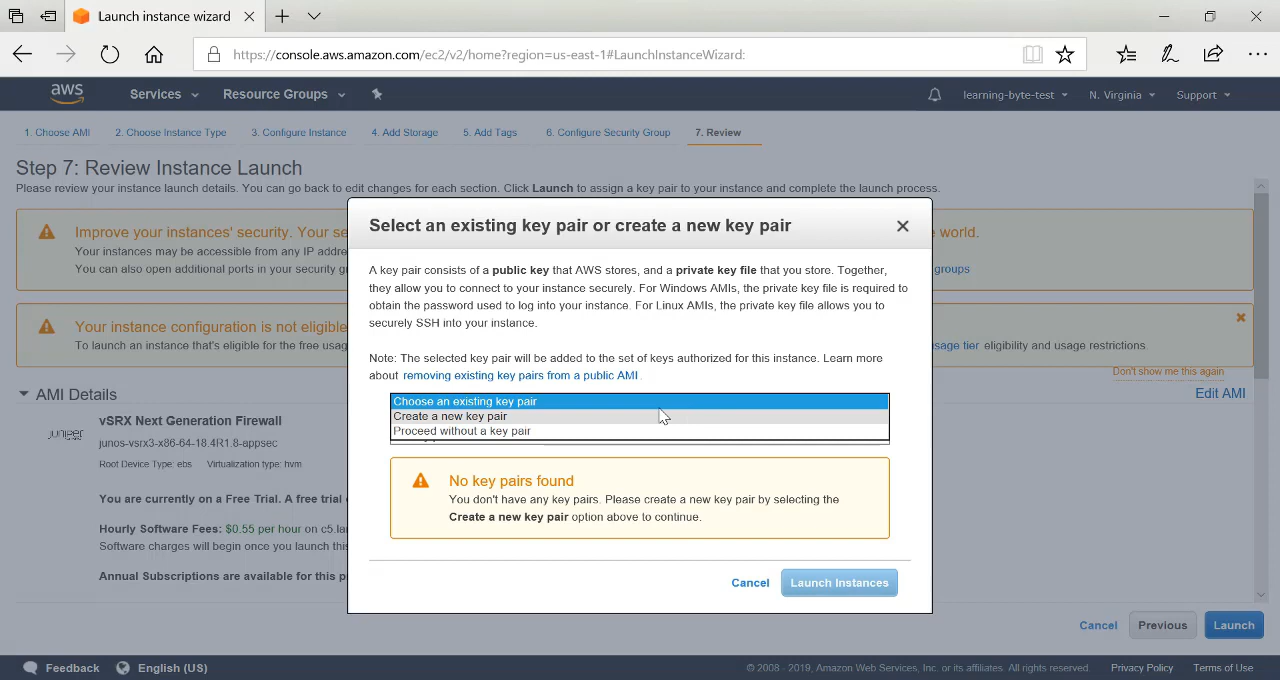 Launch instance wizard
https://console.aws.amazon.com/ec2/v2/home?region=us-east-1#LaunchInstanceWizard:
aws
Services
Resource Groups
learning-byte-test
N. Virginia
Support
1. Choose AMI
2. Choose Instance Type
3. Configure Instance
4. Add Storage
5. Add Tags
6. Configure Security Group
7. Review
Step 7: Review Instance Launch
Please review your instance launch details. You can go back to edit changes for each section. Click Launch to assign a key pair to your instance and complete the launch process.
Improve your instances' security. Your se
world.
Your instances may be accessible from any IP addre
You can also open additional ports in your security
groups
Your instance configuration is not eligible
To launch an instance that's eligible for the free usag
usage tier eligibility and usage restrictions.
Don't show me this again
AMI Details
Edit AMI
JUNIPER
vSRX Next Generation Firewall
junos-vsrx3-x86-64-18.4R1.8-appsec
Root Device Type: ebs Virtualization type: hvm
You are currently on a Free Trial. A free trial
Hourly Software Fees: $0.55 per hour on c5.la
Software charges will begin once you launch this
Annual Subscriptions are available for this p
Select an existing key pair or create a new key pair
A key pair consists of a public key that AWS stores, and a private key file that you store. Together,
they allow you to connect to your instance securely. For Windows AMIs, the private key file is required to
obtain the password used to log into your instance. For Linux AMIs, the private key file allows you to
securely SSH into your instance.
Note: The selected key pair will be added to the set of keys authorized for this instance. Learn more
about removing existing key pairs from a public AMI.
Choose an existing key pair
Create a new key pair
Proceed without a key pair
No key pairs found
You don't have any key pairs. Please create a new key pair by selecting the
Create a new key pair option above to continue.
Cancel
Launch Instances
Cancel
Previous
Launch
Feedback
English (US)
© 2008 - 2019, Amazon Web Services, Inc. or its affiliates. All rights reserved.
Privacy Policy
Terms of Use